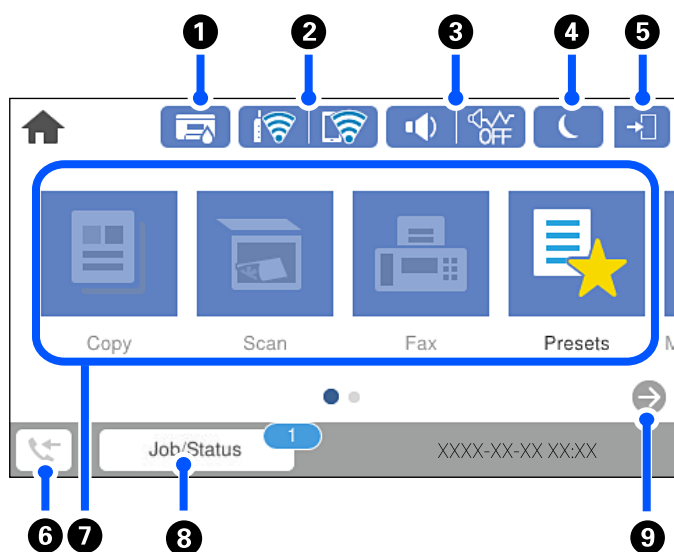 1 2 3 4 5
OFF
Copy Scan Fax Presets
1
Job/Status XXXX-XX-XX XX:XX
6 7 8 9